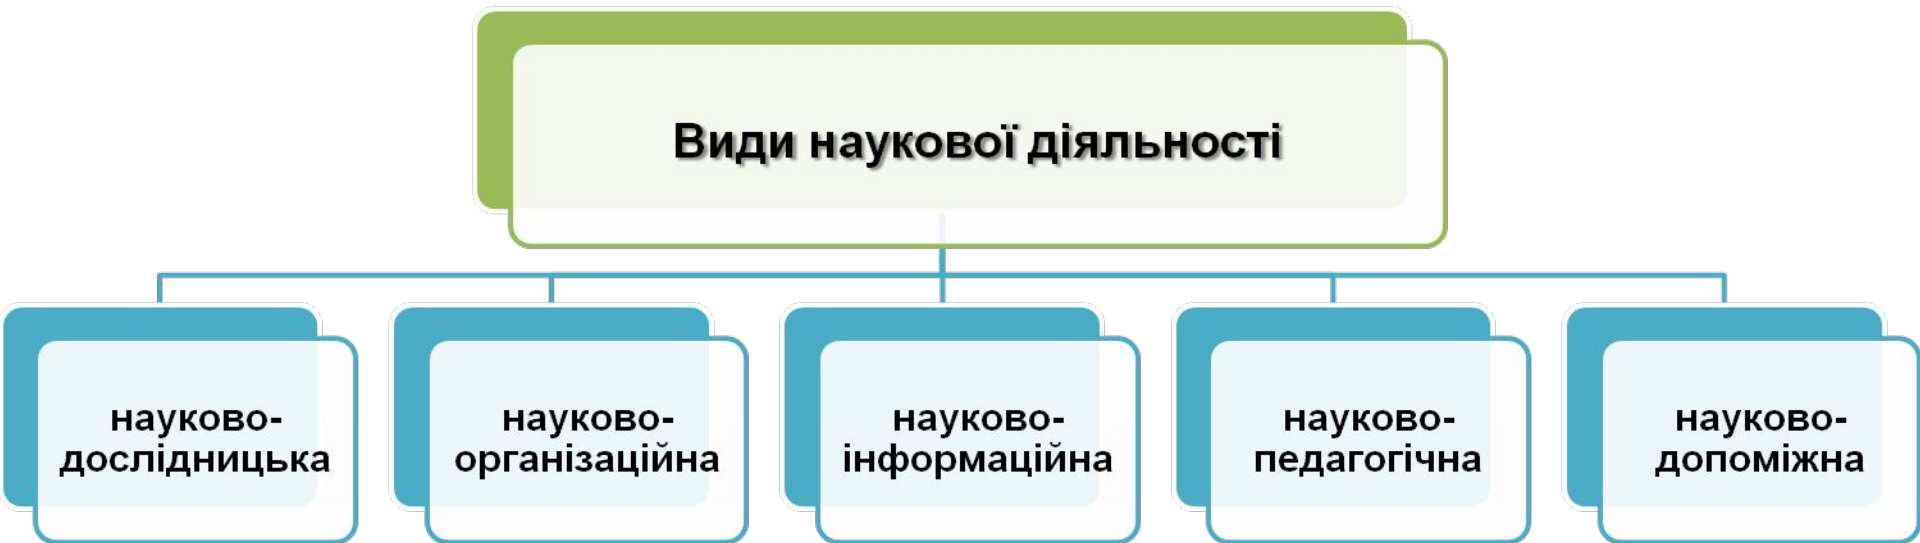 Види наукової діяльності
науково-
дослідницька
науково-
організаційна
науково-
інформаційна
науково-
педагогічна
науково-
допоміжна